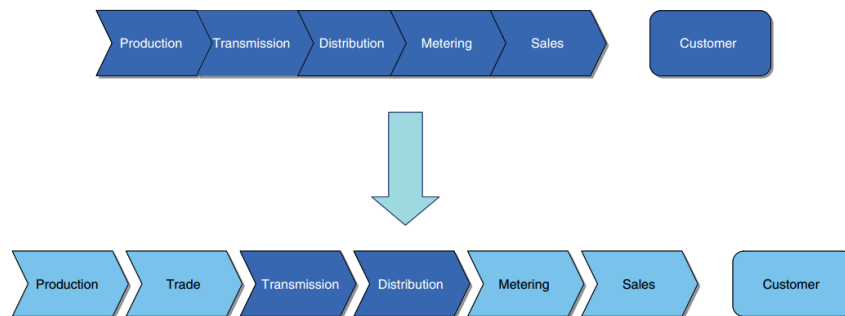 Production
Transmission
Distribution
Metering
Sales
Customer
Production
Trade
Transmission
Distribution
Metering
Sales
Customer